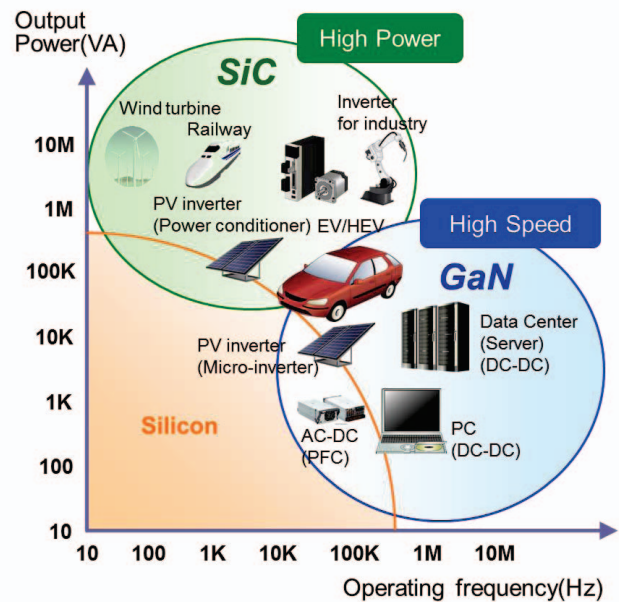 Output
Power(VA)
High Power
SiC
Wind turbine
Railway
Inverter
for industry
10M
1M
100K
10K
1K
100
10
PV inverter
(Power conditioner)
EV/HEV
High Speed
GaN
Data Center
(Server)
(DC-DC)
PV inverter
(Micro-inverter)
Silicon
AC-DC
(PFC)
PC
(DC-DC)
10 100 1K 10K 100K 1M 10M
Operating frequency(Hz)